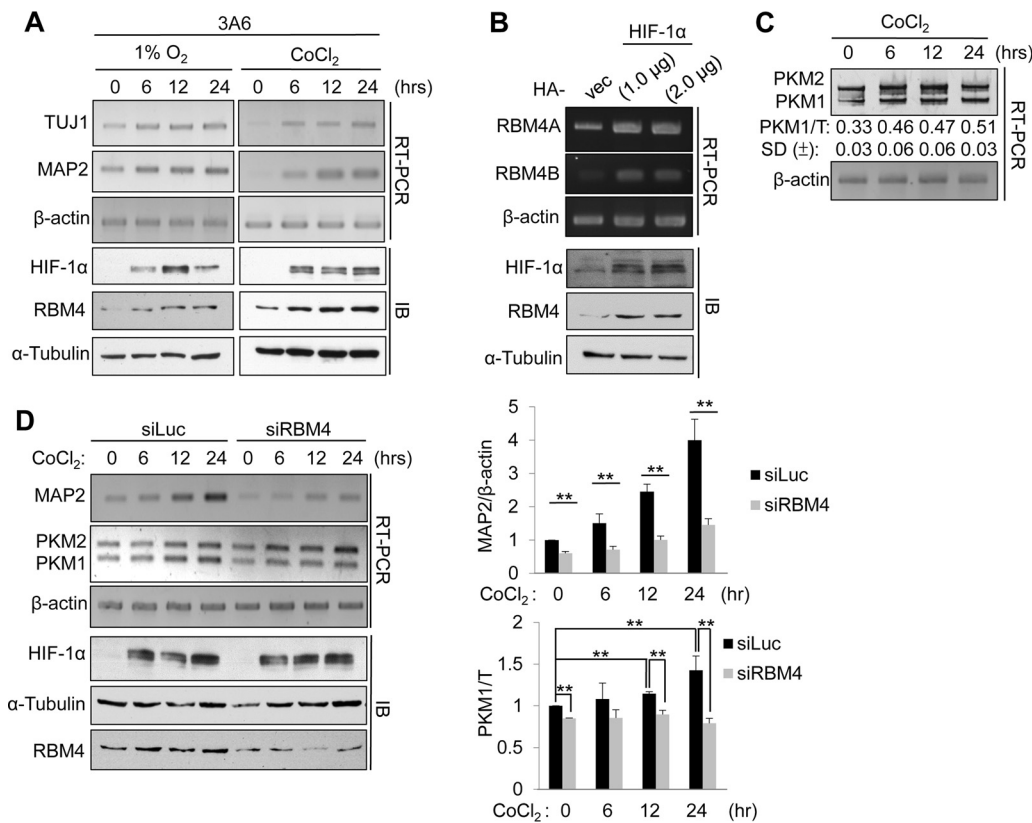 A
3A6
1% O₂ CoCl₂
0 6 12 24 0 6 12 24 (hrs)
TUJ1
MAP2
β-actin
RT-PCR
HIF-1α
RBM4
α-Tubulin
IB
B
HIF-1α
HA- vec (1.0 µg) (2.0 µg)
RBM4A
RBM4B
β-actin
RT-PCR
HIF-1α
RBM4
α-Tubulin
IB
C
CoCl₂
0 6 12 24 (hrs)
PKM2
PKM1
PKM1/T: 0.33 0.46 0.47 0.51
SD (±): 0.03 0.06 0.06 0.03
β-actin
RT-PCR
D
siLuc siRBM4
CoCl₂: 0 6 12 24 0 6 12 24 (hrs)
MAP2
PKM2
PKM1
β-actin
RT-PCR
HIF-1α
α-Tubulin
RBM4
IB
MAP2/β-actin
5
4
3
2
1
0
** ** ** **
siLuc
siRBM4
CoCl₂ : 0 6 12 24 (hr)
PKM1/T
2
1.5
1
0.5
0
**
** ** **
**
siLuc
siRBM4
CoCl₂ : 0 6 12 24 (hr)